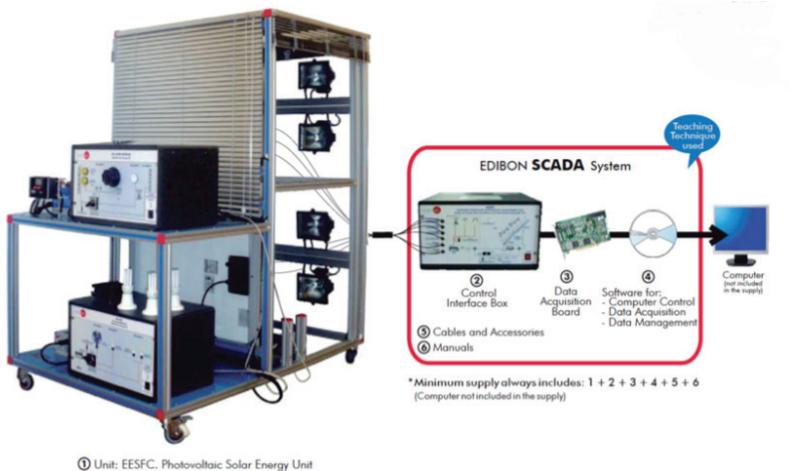 Teaching
Technique
used
EDIBON SCADA System
② Control
Interface Box
③ Data
Acquisition
Board
④ Software for:
- Computer Control
- Data Acquisition
- Data Management
Computer
(not included
in the supply)
⑤ Cables and Accessories
⑥ Manuals
* Minimum supply always includes: 1 + 2 + 3 + 4 + 5 + 6
(Computer not included in the supply)
① Unit: EESFC. Photovoltaic Solar Energy Unit